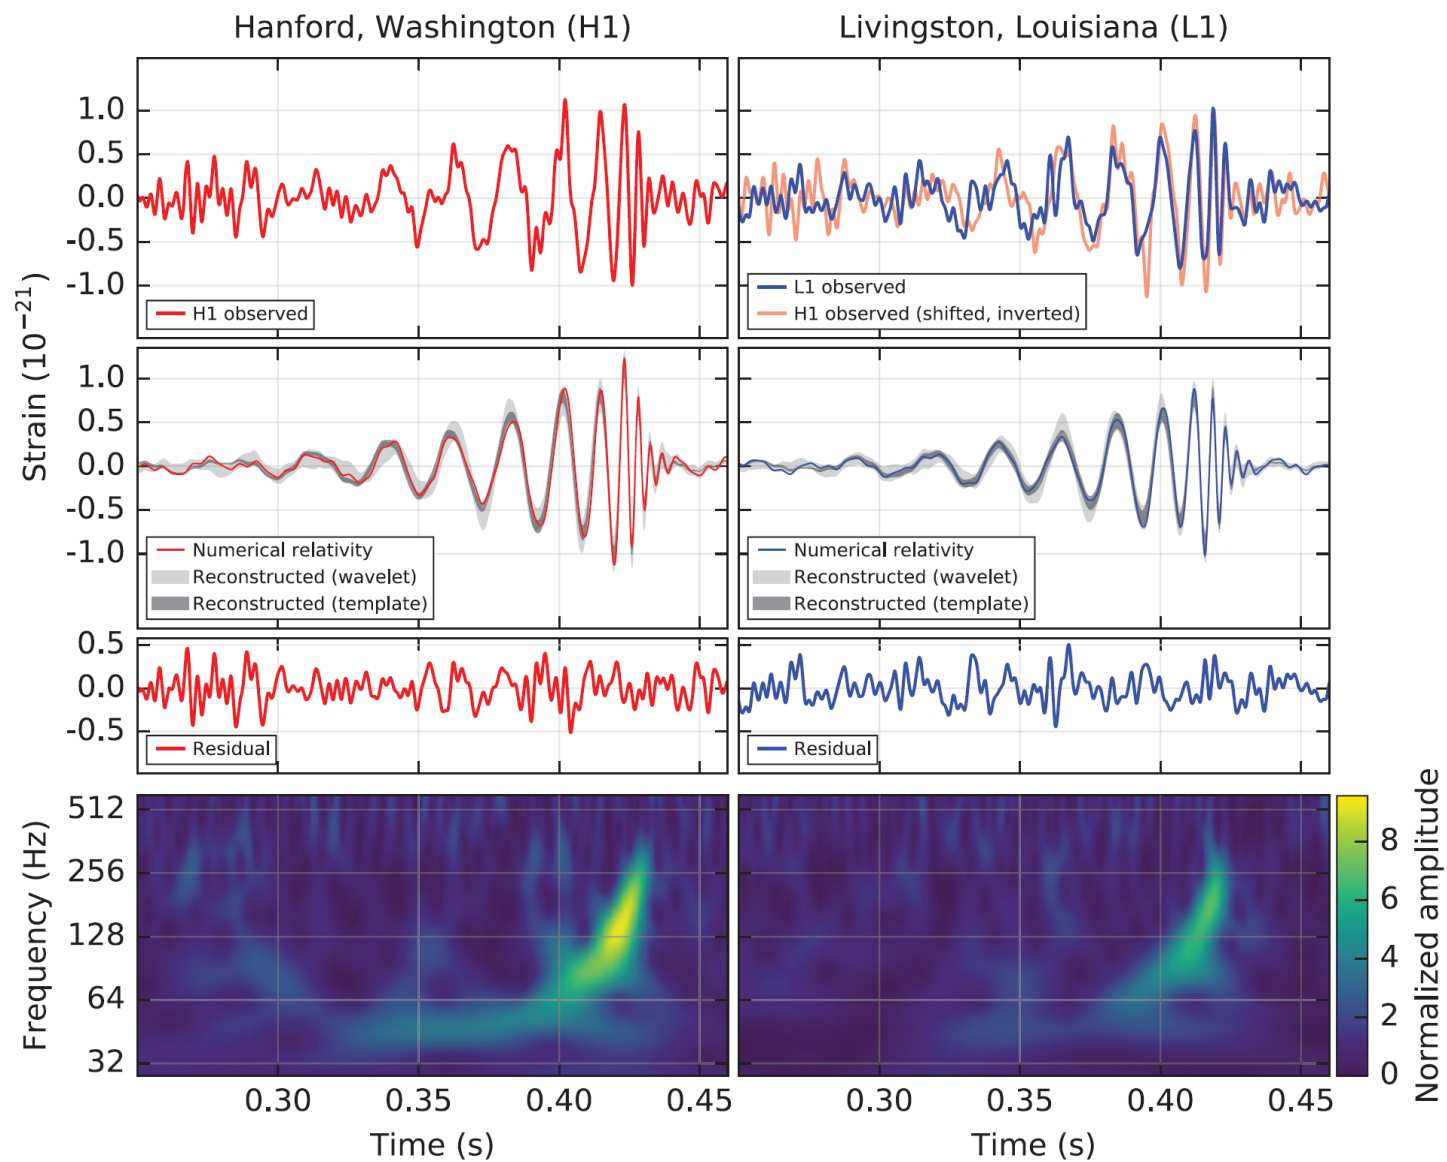 Hanford, Washington (H1)
Livingston, Louisiana (L1)
Strain (10⁻²¹)
1.0
0.5
0.0
-0.5
-1.0
H1 observed
L1 observed
H1 observed (shifted, inverted)
1.0
0.5
0.0
-0.5
-1.0
Numerical relativity
Reconstructed (wavelet)
Reconstructed (template)
Numerical relativity
Reconstructed (wavelet)
Reconstructed (template)
0.5
0.0
-0.5
Residual
Residual
Frequency (Hz)
512
256
128
64
32
Normalized amplitude
8
6
4
2
0
0.30 0.35 0.40 0.45
0.30 0.35 0.40 0.45
Time (s)
Time (s)